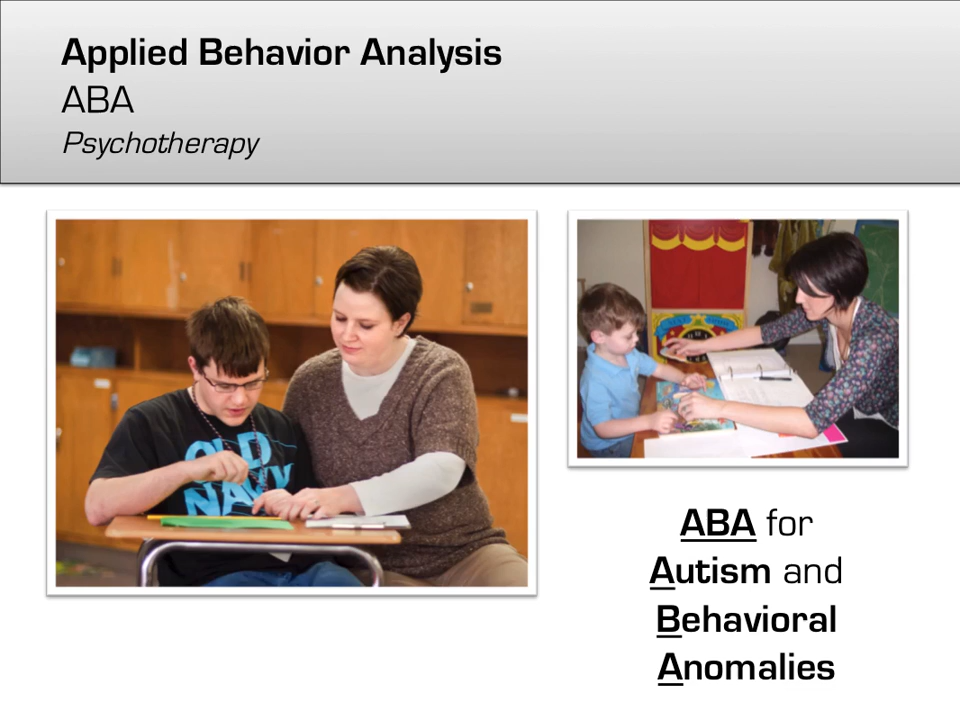 Applied Behavior Analysis
ABA
Psychotherapy
OLD
NAVY
ABA for
Autism and
Behavioral
Anomalies